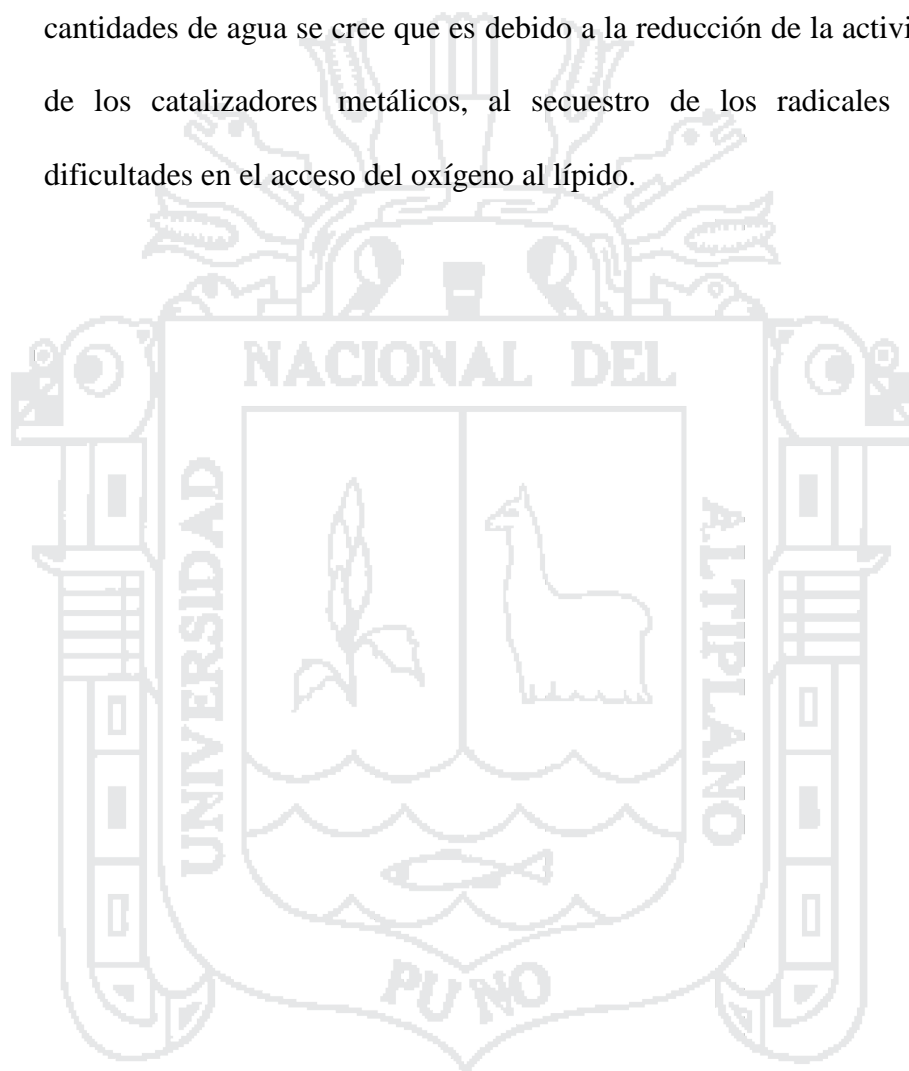 cantidades de agua se cree que es debido a la reducción de la activi
de los catalizadores metálicos, al secuestro de los radicales
dificultades en el acceso del oxígeno al lípido.
NACIONAL DEL
UNIVERSIDAD
ALTIPLANO
PUNO